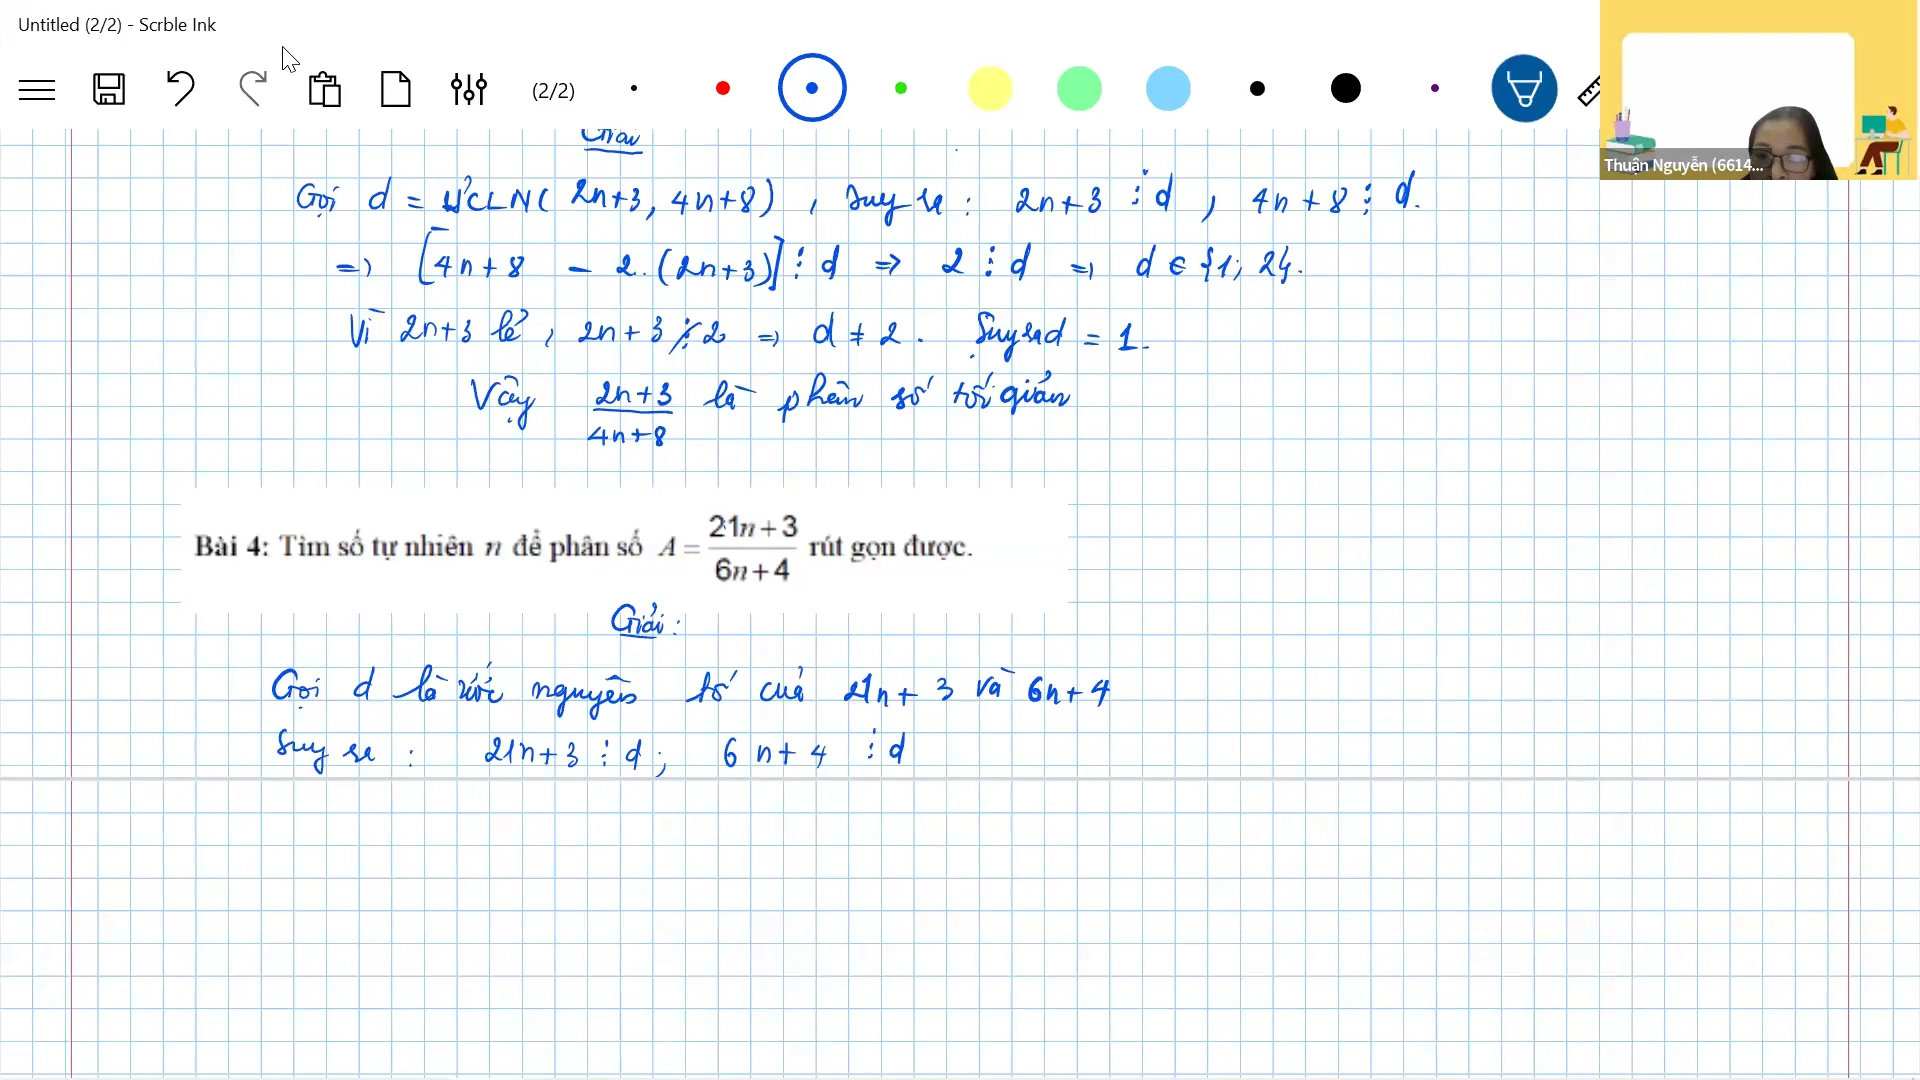 Untitled (2/2) - Scrble Ink
(2/2)
Thuận Nguyễn (6614...
Giải
Gọi d = ƯCLN( 2n+3, 4n+8) , suy ra : 2n+3 ⋮ d , 4n+8 ⋮ d.
=> [4n+8 - 2.(2n+3)] ⋮ d => 2 ⋮ d => d ∈ {1; 2}.
Vì 2n+3 lẻ , 2n+3 ⋮̸ 2 => d ≠ 2 . Suy ra d = 1.
Vậy (2n+3)/(4n+8) là phân số tối giản
Bài 4: Tìm số tự nhiên n để phân số A = (21n+3)/(6n+4) rút gọn được.
Giải :
Gọi d là ước nguyên tố của 21n+3 và 6n+4
Suy ra : 21n+3 ⋮ d ; 6n+4 ⋮ d